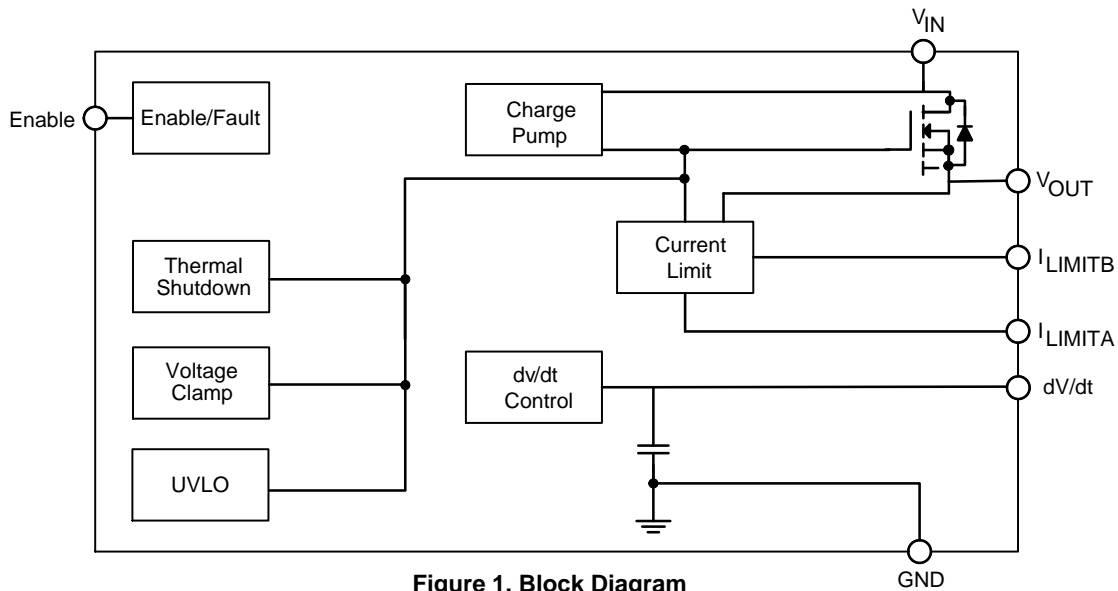 VIN
Enable
Enable/Fault
Charge
Pump
VOUT
Thermal
Shutdown
Current
Limit
ILIMITB
ILIMITA
Voltage
Clamp
dv/dt
Control
dV/dt
UVLO
GND
Figure 1. Block Diagram